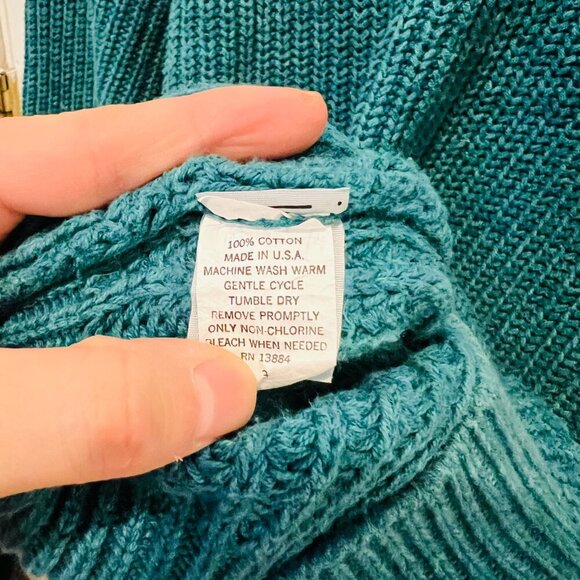 100% COTTON
MADE IN U.S.A.
MACHINE WASH WARM
GENTLE CYCLE
TUMBLE DRY
REMOVE PROMPTLY
ONLY NON-CHLORINE
BLEACH WHEN NEEDED
RN 13884